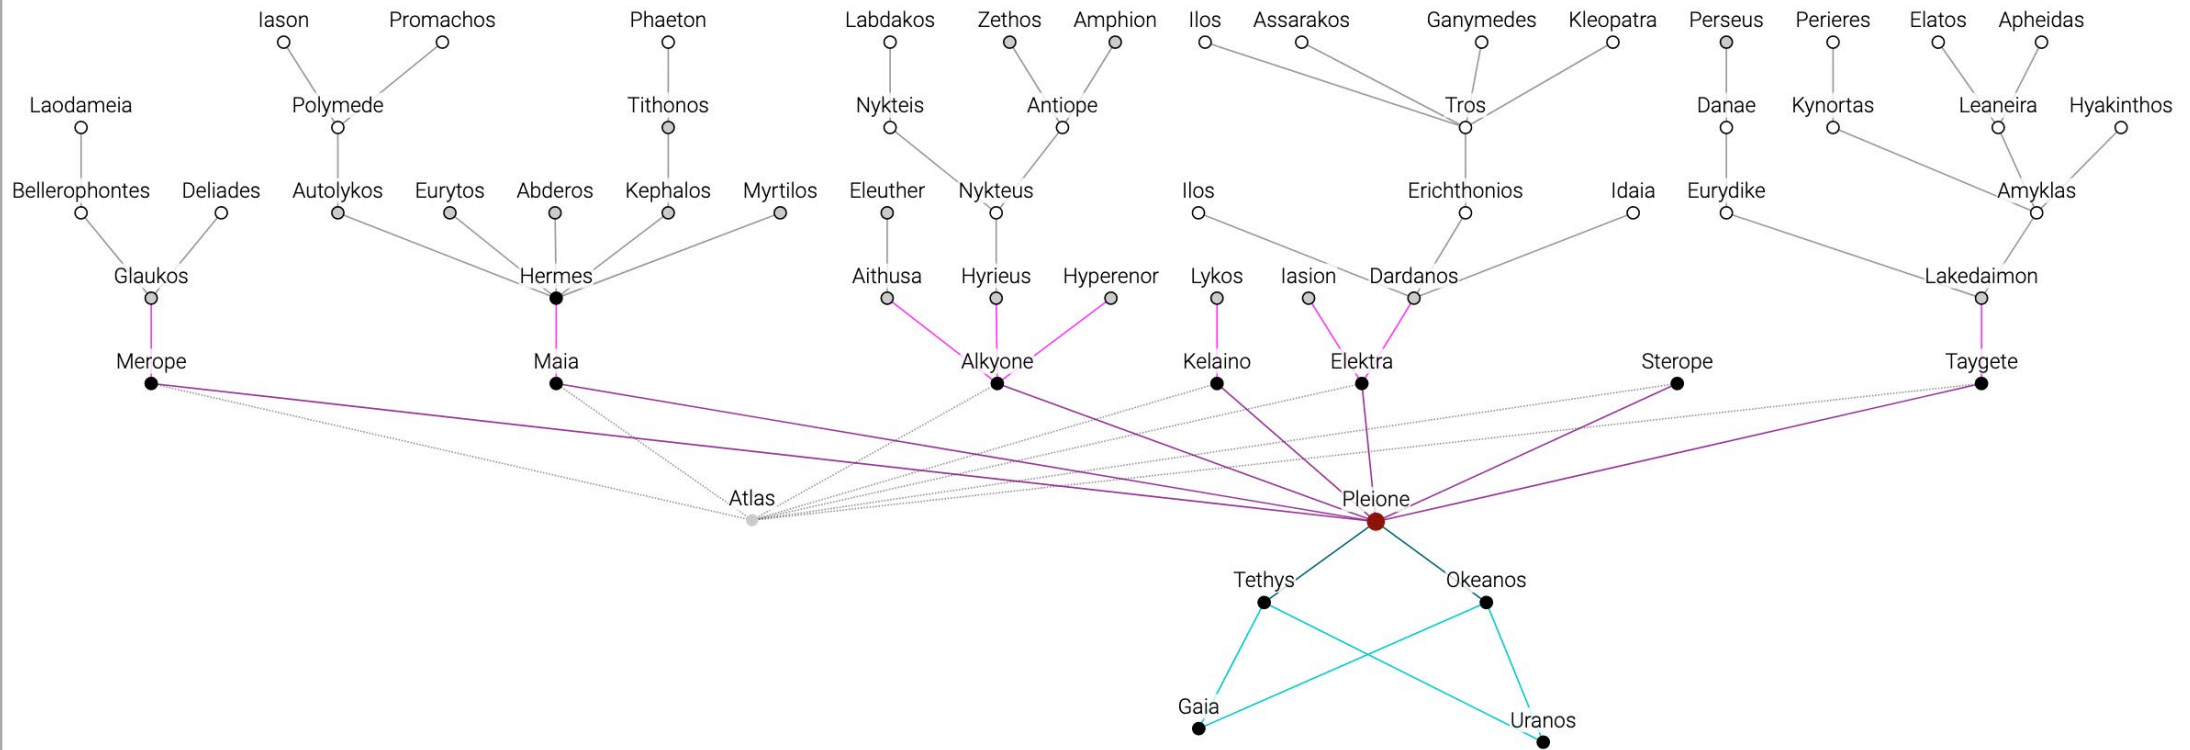 Iason Promachos Phaeton Labdakos Zethos Amphion Ilos Assarakos Ganymedes Kleopatra Perseus Perieres Elatos Apheidas
Laodameia Polymede Tithonos Nykteis Antiope Tros Danae Kynortas Leaneira Hyakinthos
Bellerophontes Deliades Autolykos Eurytos Abderos Kephalos Myrtilos Eleuther Nykteus Ilos Erichthonios Idaia Eurydike Amyklas
Glaukos Hermes Aithusa Hyrieus Hyperenor Lykos Iasion Dardanos Lakedaimon
Merope Maia Alkyone Kelaino Elektra Sterope Taygete
Atlas Pleione
Tethys Okeanos
Gaia Uranos